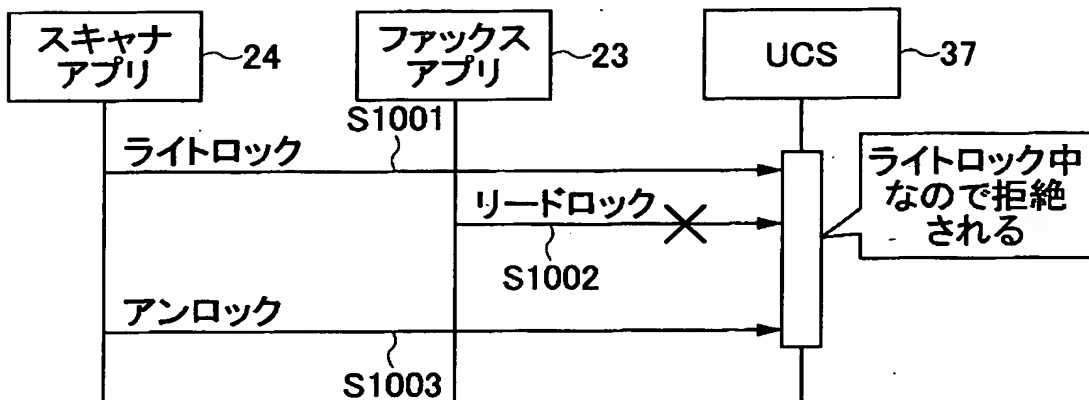 スキャナ
アプリ
24
ファックス
アプリ
23
UCS
37
S1001
ライトロック
リードロック
S1002
ライトロック中
なので拒絶
される
アンロック
S1003